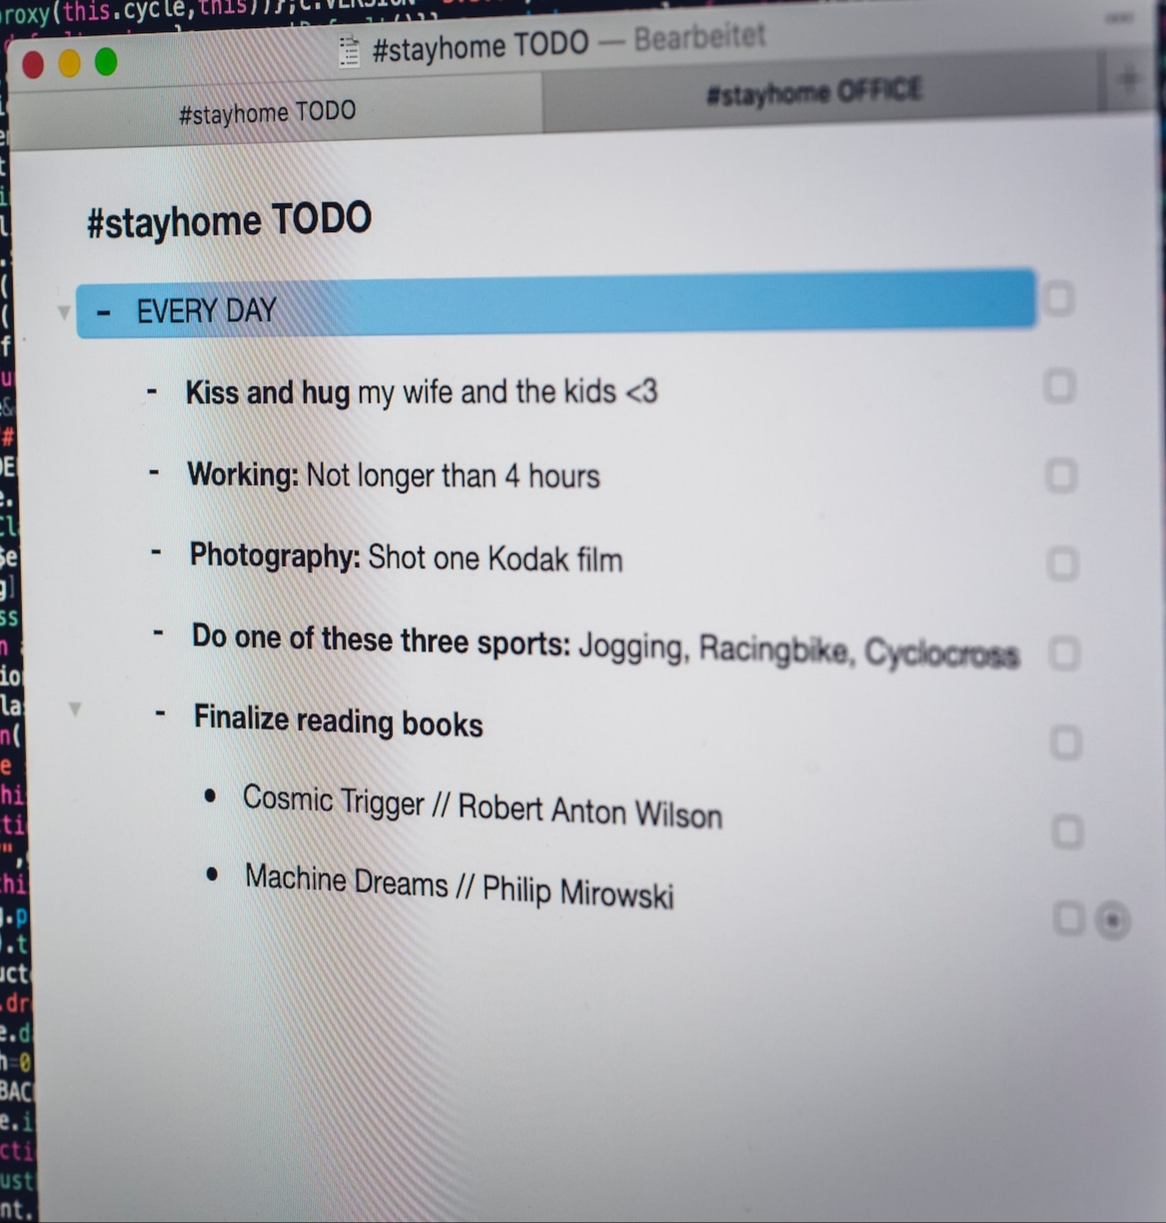 proxy(this.cycle,this)
#stayhome TODO — Bearbeitet
#stayhome TODO
#stayhome OFFICE
#stayhome TODO
- EVERY DAY
- Kiss and hug my wife and the kids <3
- Working: Not longer than 4 hours
- Photography: Shot one Kodak film
- Do one of these three sports: Jogging, Racingbike, Cyclocross
- Finalize reading books
• Cosmic Trigger // Robert Anton Wilson
• Machine Dreams // Philip Mirowski